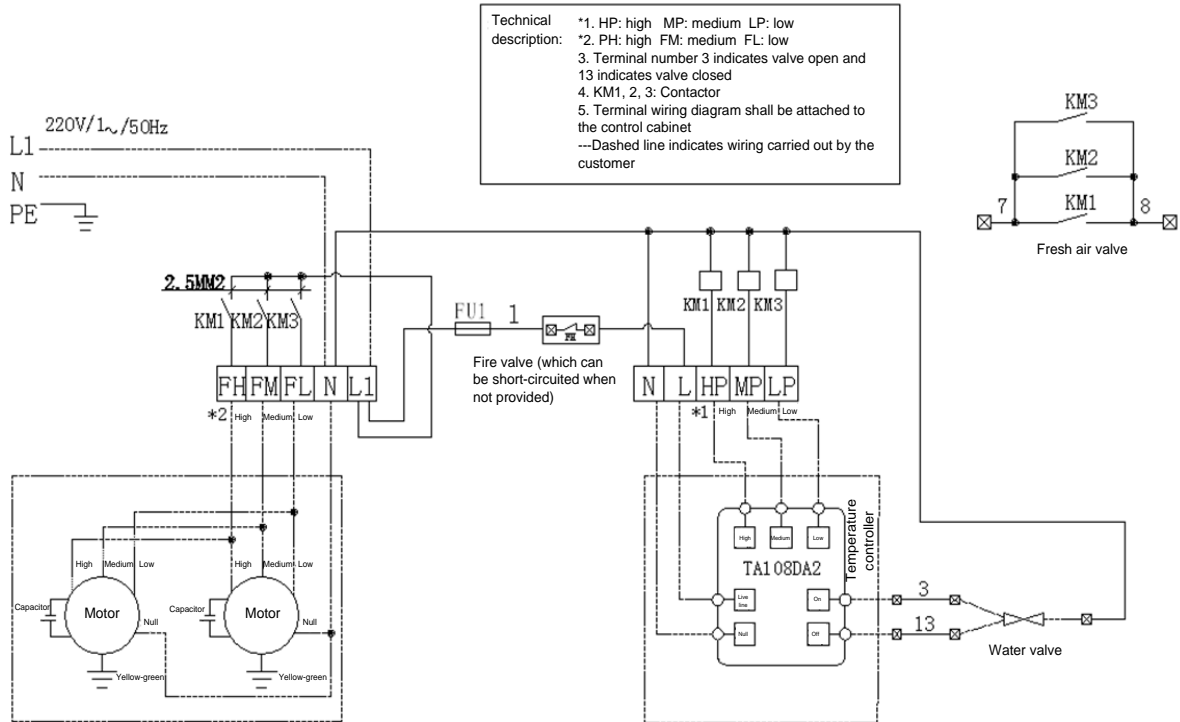 Technical description:
*1. HP: high MP: medium LP: low
*2. PH: high FM: medium FL: low
3. Terminal number 3 indicates valve open and
13 indicates valve closed
4. KM1, 2, 3: Contactor
5. Terminal wiring diagram shall be attached to
the control cabinet
---Dashed line indicates wiring carried out by the
customer
220V/1~/50Hz
L1
N
PE
KM3
KM2
KM1
7
8
Fresh air valve
2.5MM2
KM1 KM2 KM3
FU1
1
Fire valve (which can
be short-circuited when
not provided)
KM1 KM2 KM3
FH FM FL N L1
*2 High Medium Low
N L HP MP LP
*1 High Medium Low
High Medium Low
High Medium Low
Capacitor
Motor
Null
Yellow-green
Capacitor
Motor
Null
Yellow-green
High
Medium
Low
TA108DA2
Temperature
controller
Live
line
On
Null
Off
3
13
Water valve